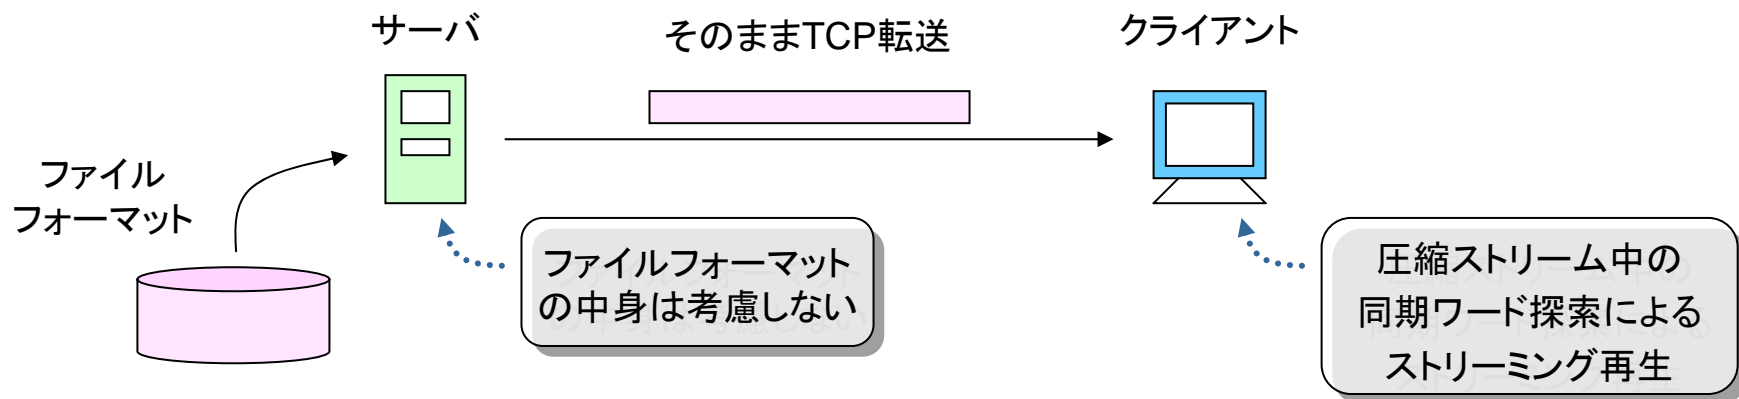 サーバ
そのままTCP転送
クライアント
ファイル
フォーマット
ファイルフォーマット
の中身は考慮しない
圧縮ストリーム中の
同期ワード探索による
ストリーミング再生